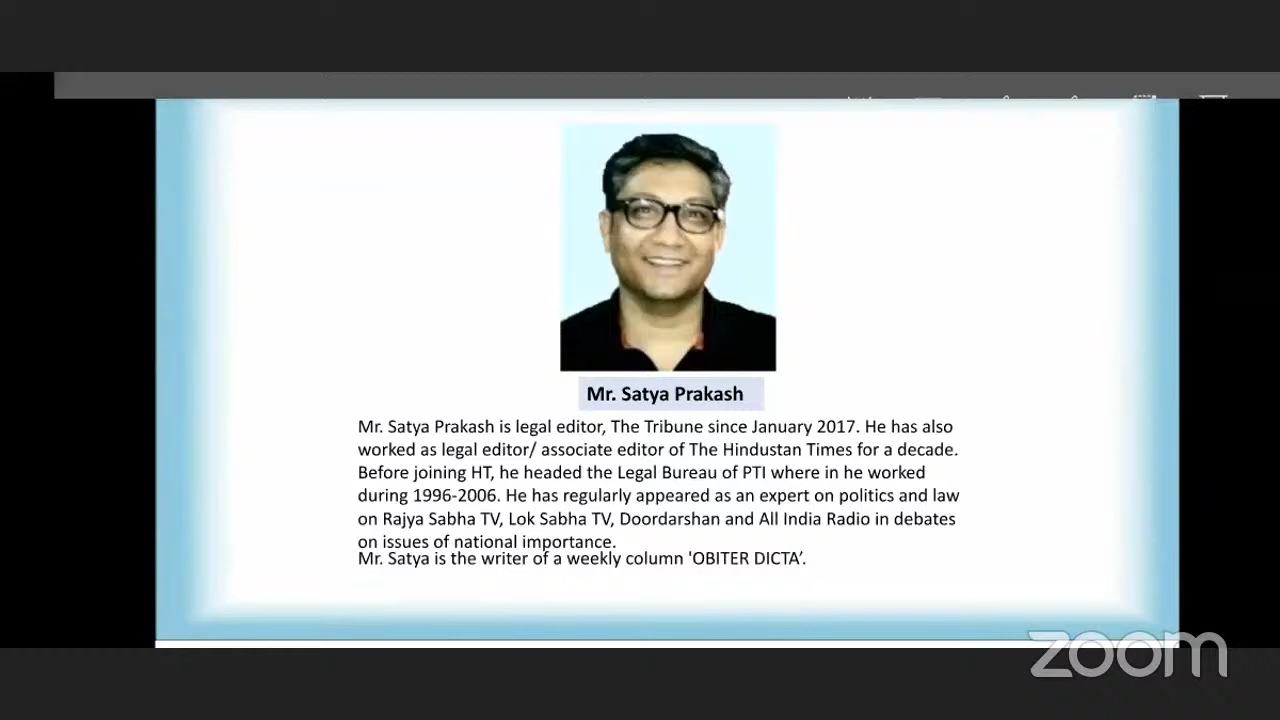 Mr. Satya Prakash
Mr. Satya Prakash is legal editor, The Tribune since January 2017. He has also
worked as legal editor/ associate editor of The Hindustan Times for a decade.
Before joining HT, he headed the Legal Bureau of PTI where in he worked
during 1996-2006. He has regularly appeared as an expert on politics and law
on Rajya Sabha TV, Lok Sabha TV, Doordarshan and All India Radio in debates
on issues of national importance.
Mr. Satya is the writer of a weekly column 'OBITER DICTA’.
zoom